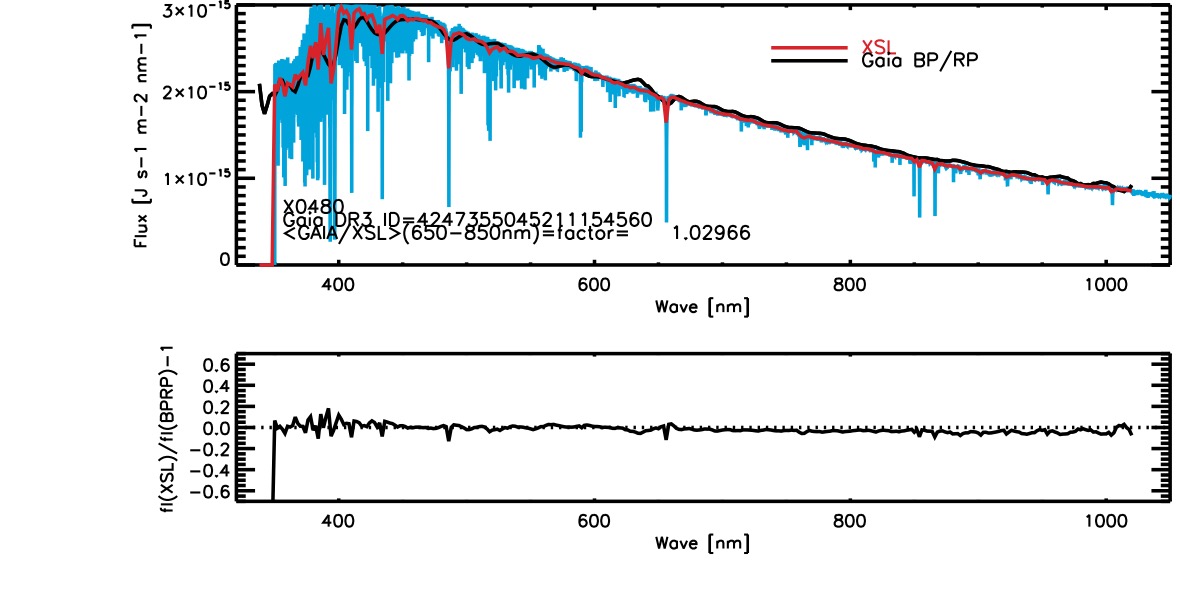 3×10⁻¹⁵
2×10⁻¹⁵
1×10⁻¹⁵
0
Flux [J s−1 m−2 nm−1]
XSL
Gaia BP/RP
X0480
Gaia DR3 ID=4247355045211154560
<GAIA/XSL>(650−850nm)=factor= 1.02966
400 600 800 1000
Wave [nm]
0.6
0.4
0.2
0.0
−0.2
−0.4
−0.6
fl(XSL)/fl(BPRP)−1
400 600 800 1000
Wave [nm]